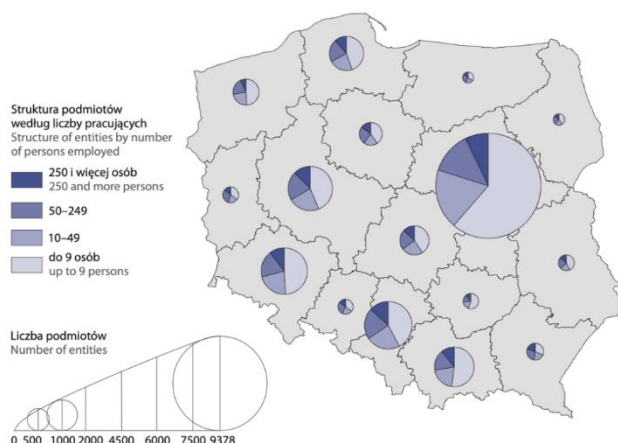 Struktura podmiotów
według liczby pracujących
Structure of entities by number
of persons employed
250 i więcej osób
250 and more persons
50–249
10–49
do 9 osób
up to 9 persons
Liczba podmiotów
Number of entities
0 500 1000 2000 4500 6000 7500 9378